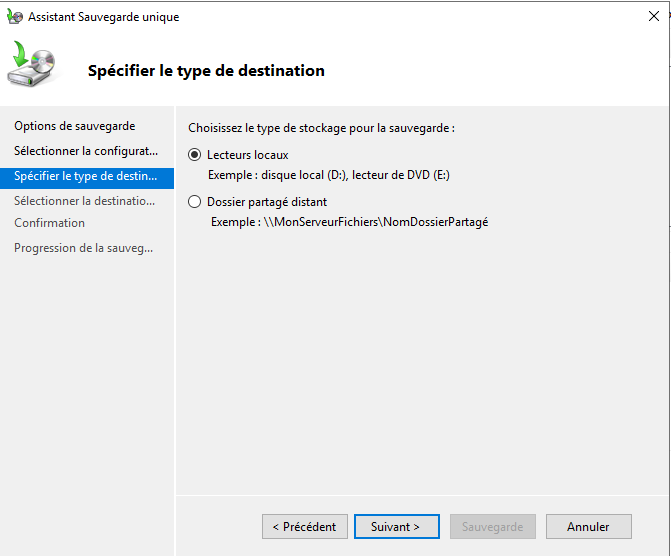 Assistant Sauvegarde unique
Spécifier le type de destination
Options de sauvegarde
Sélectionner la configurat...
Spécifier le type de destin...
Sélectionner la destinatio...
Confirmation
Progression de la sauveg...
Choisissez le type de stockage pour la sauvegarde :
Lecteurs locaux
Exemple : disque local (D:), lecteur de DVD (E:)
Dossier partagé distant
Exemple : \\MonServeurFichiers\NomDossierPartagé
< Précédent
Suivant >
Sauvegarde
Annuler